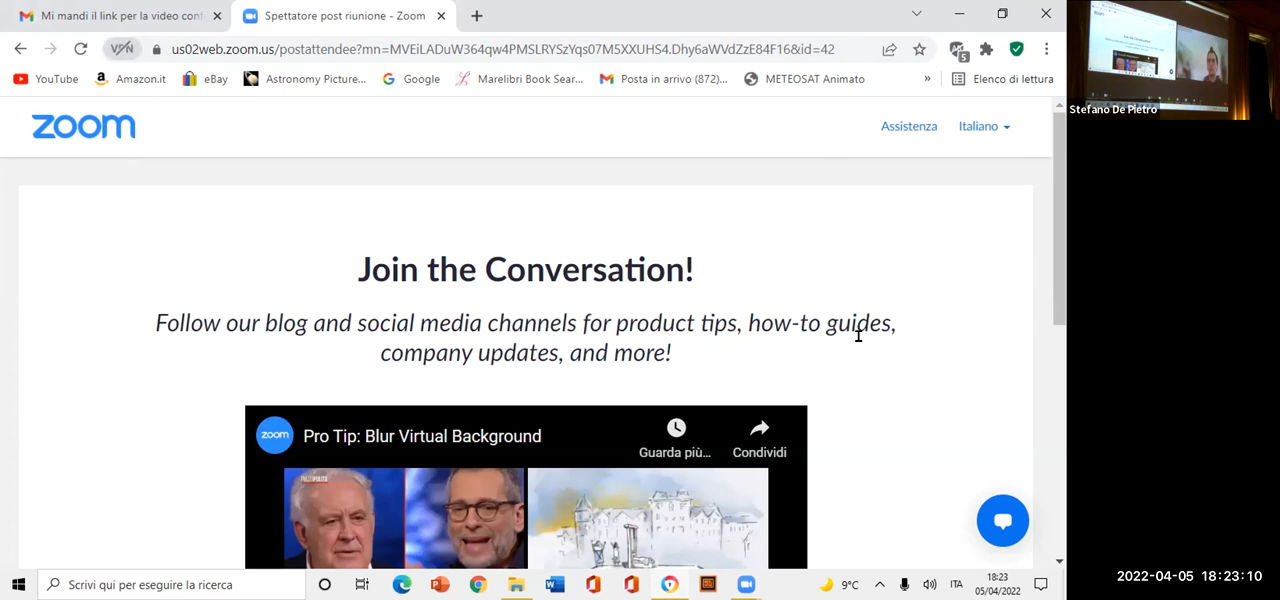 Mi mandi il link per la video conf
Spettatore post riunione - Zoom
VPN
us02web.zoom.us/postattendee?mn=MVEiLADuW364qw4PMSLRYSzYqs07M5XXUHS4.Dhy6aWVdZzE84F16&id=42
5
YouTube
Amazon.it
eBay
Astronomy Picture...
Google
Marelibri Book Sear...
Posta in arrivo (872)...
METEOSAT Animato
»
Elenco di lettura
Stefano De Pietro
zoom
Assistenza
Italiano
Join the Conversation!
Follow our blog and social media channels for product tips, how-to guides,
company updates, and more!
zoom
Pro Tip: Blur Virtual Background
Guarda più...
Condividi
Scrivi qui per eseguire la ricerca
9°C
ITA
18:23
05/04/2022
2022-04-05 18:23:10